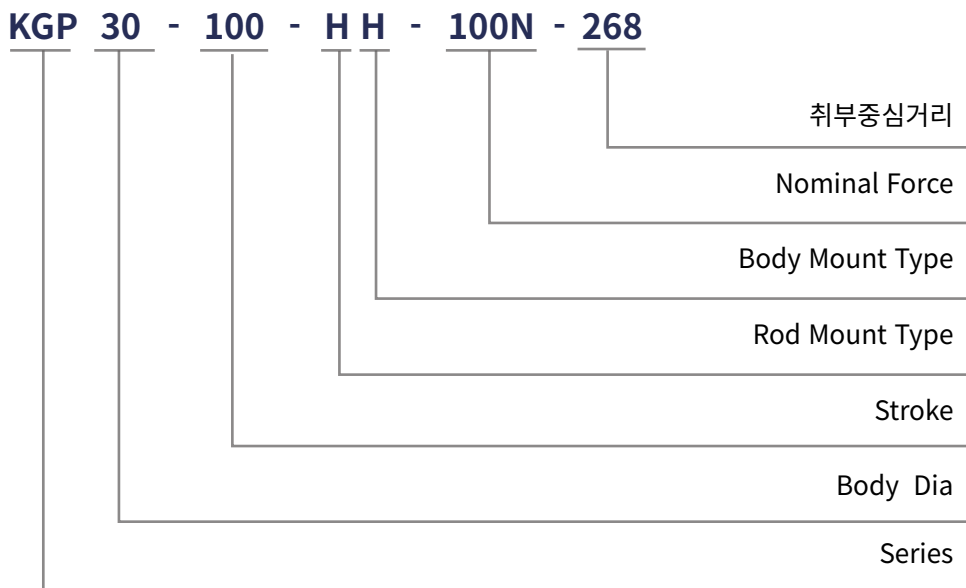 KGP 30 - 100 - H H - 100N - 268
취부중심거리
Nominal Force
Body Mount Type
Rod Mount Type
Stroke
Body Dia
Series